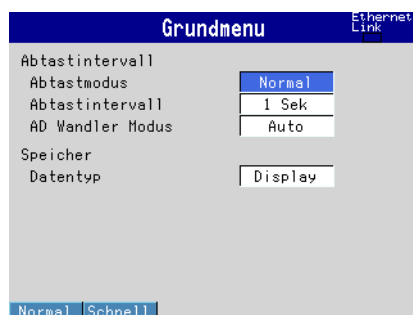 Grundmenu
Ethernet
Link
Abtastintervall
Abtastmodus Normal
Abtastintervall 1 Sek
AD Wandler Modus Auto
Speicher
Datentyp Display
Normal Schnell